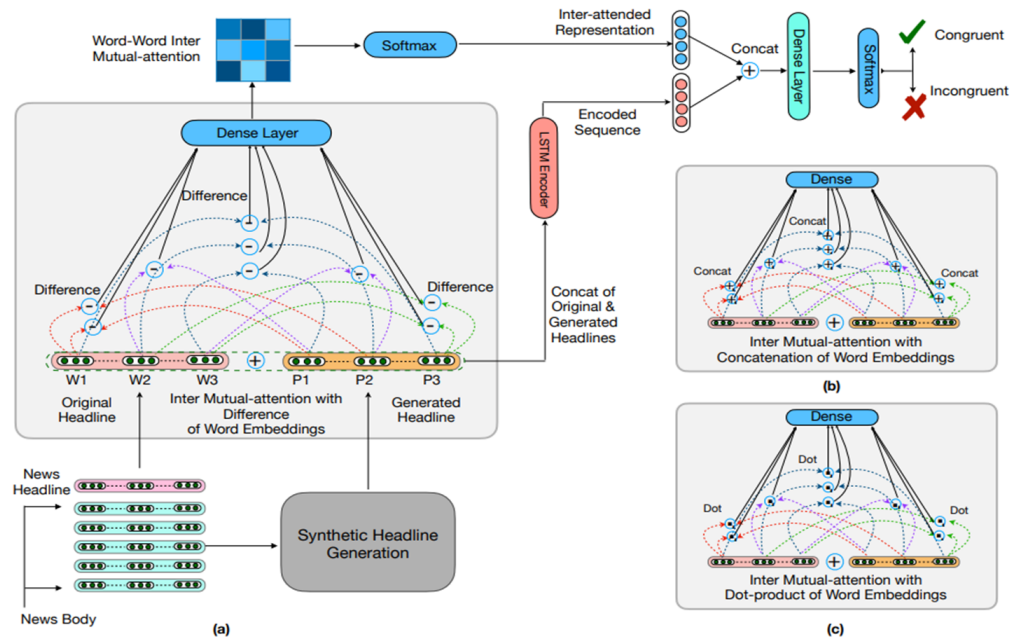 Word-Word Inter
Mutual-attention
Softmax
Inter-attended
Representation
Concat
Dense Layer
Softmax
Congruent
Incongruent
Encoded
Sequence
LSTM Encoder
Dense Layer
Difference
Difference
Difference
W1 W2 W3 P1 P2 P3
Original
Headline
Inter Mutual-attention with
Difference
of Word Embeddings
Generated
Headline
Concat of
Original &
Generated
Headlines
News
Headline
News Body
Synthetic Headline
Generation
(a)
Dense
Concat
Concat
Concat
Inter Mutual-attention with
Concatenation of Word Embeddings
(b)
Dense
Dot
Dot
Dot
Inter Mutual-attention with
Dot-product of Word Embeddings
(c)